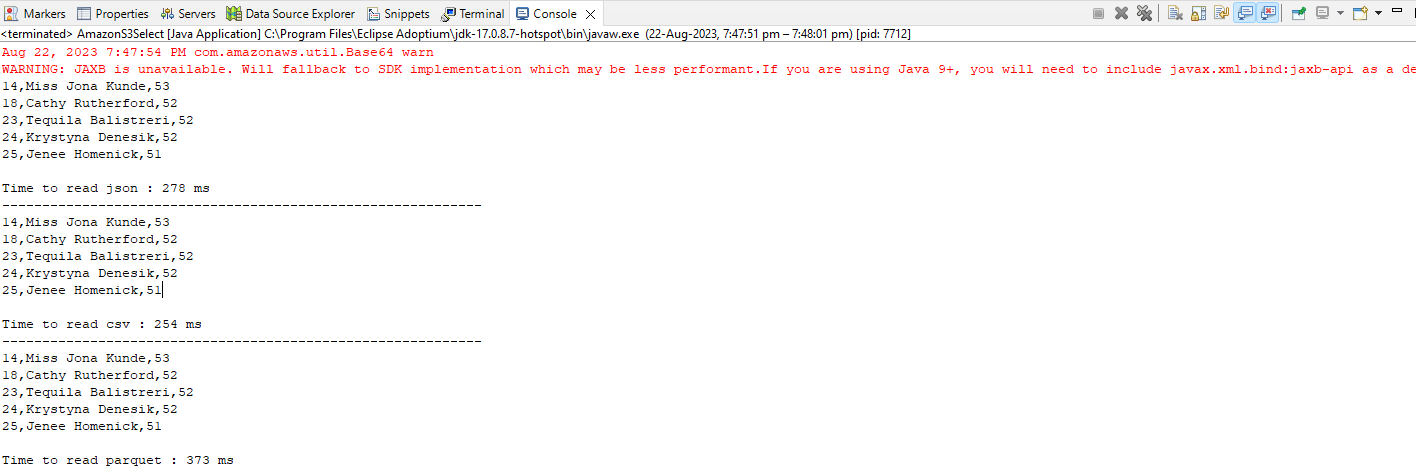 Markers Properties Servers Data Source Explorer Snippets Terminal Console
<terminated> AmazonS3Select [Java Application] C:\Program Files\Eclipse Adoptium\jdk-17.0.8.7-hotspot\bin\javaw.exe (22-Aug-2023, 7:47:51 pm – 7:48:01 pm) [pid: 7712]
Aug 22, 2023 7:47:54 PM com.amazonaws.util.Base64 warn
WARNING: JAXB is unavailable. Will fallback to SDK implementation which may be less performant.If you are using Java 9+, you will need to include javax.xml.bind:jaxb-api as a de
14,Miss Jona Kunde,53
18,Cathy Rutherford,52
23,Tequila Balistreri,52
24,Krystyna Denesik,52
25,Jenee Homenick,51
Time to read json : 278 ms
------------------------------------------------------------
14,Miss Jona Kunde,53
18,Cathy Rutherford,52
23,Tequila Balistreri,52
24,Krystyna Denesik,52
25,Jenee Homenick,51
Time to read csv : 254 ms
------------------------------------------------------------
14,Miss Jona Kunde,53
18,Cathy Rutherford,52
23,Tequila Balistreri,52
24,Krystyna Denesik,52
25,Jenee Homenick,51
Time to read parquet : 373 ms